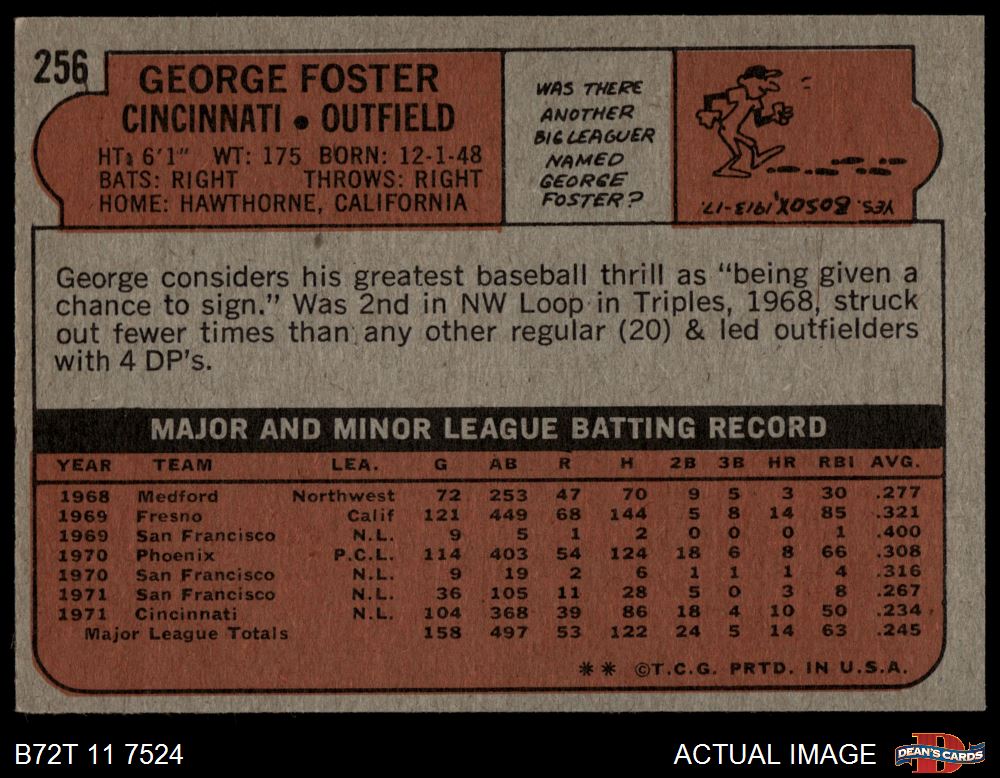 256
GEORGE FOSTER
CINCINNATI • OUTFIELD
HT: 6'1" WT: 175 BORN: 12-1-48
BATS: RIGHT THROWS: RIGHT
HOME: HAWTHORNE, CALIFORNIA
WAS THERE
ANOTHER
BIG LEAGUER
NAMED
GEORGE
FOSTER?
YES. BOSOX, 1913-17.
George considers his greatest baseball thrill as “being given a
chance to sign.” Was 2nd in NW Loop in Triples, 1968, struck
out fewer times than any other regular (20) & led outfielders
with 4 DP's.
MAJOR AND MINOR LEAGUE BATTING RECORD
YEAR TEAM LEA. G AB R H 2B 3B HR RBI AVG.
1968 Medford Northwest 72 253 47 70 9 5 3 30 .277
1969 Fresno Calif 121 449 68 144 5 8 14 85 .321
1969 San Francisco N.L. 9 5 1 2 0 0 0 1 .400
1970 Phoenix P.C.L. 114 403 54 124 18 6 8 66 .308
1970 San Francisco N.L. 9 19 2 6 1 1 1 4 .316
1971 San Francisco N.L. 36 105 11 28 5 0 3 8 .267
1971 Cincinnati N.L. 104 368 39 86 18 4 10 50 .234
Major League Totals 158 497 53 122 24 5 14 63 .245
** ©T.C.G. PRTD. IN U.S.A.
B72T 11 7524
ACTUAL IMAGE
DEAN'S CARDS